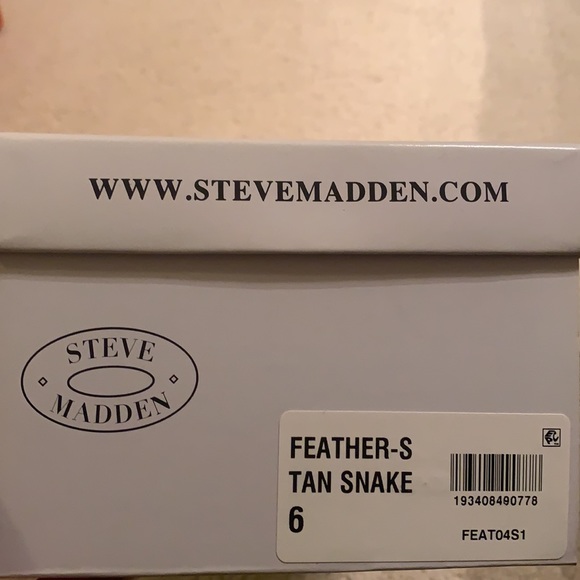 WWW.STEVEMADDEN.COM
STEVE
MADDEN
FEATHER-S
TAN SNAKE
6
193408490778
FEAT04S1